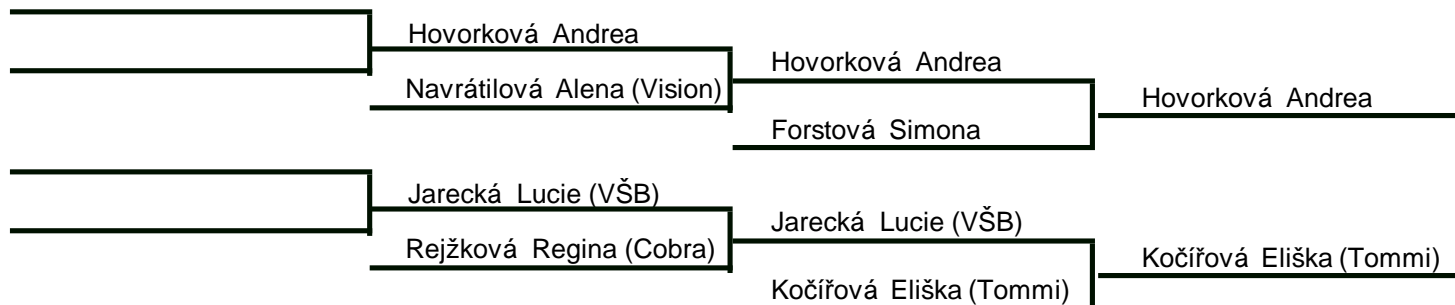 Hovorková Andrea
Navrátilová Alena (Vision)
Hovorková Andrea
Forstová Simona
Hovorková Andrea
Jarecká Lucie (VŠB)
Rejžková Regina (Cobra)
Jarecká Lucie (VŠB)
Kočířová Eliška (Tommi)
Kočířová Eliška (Tommi)